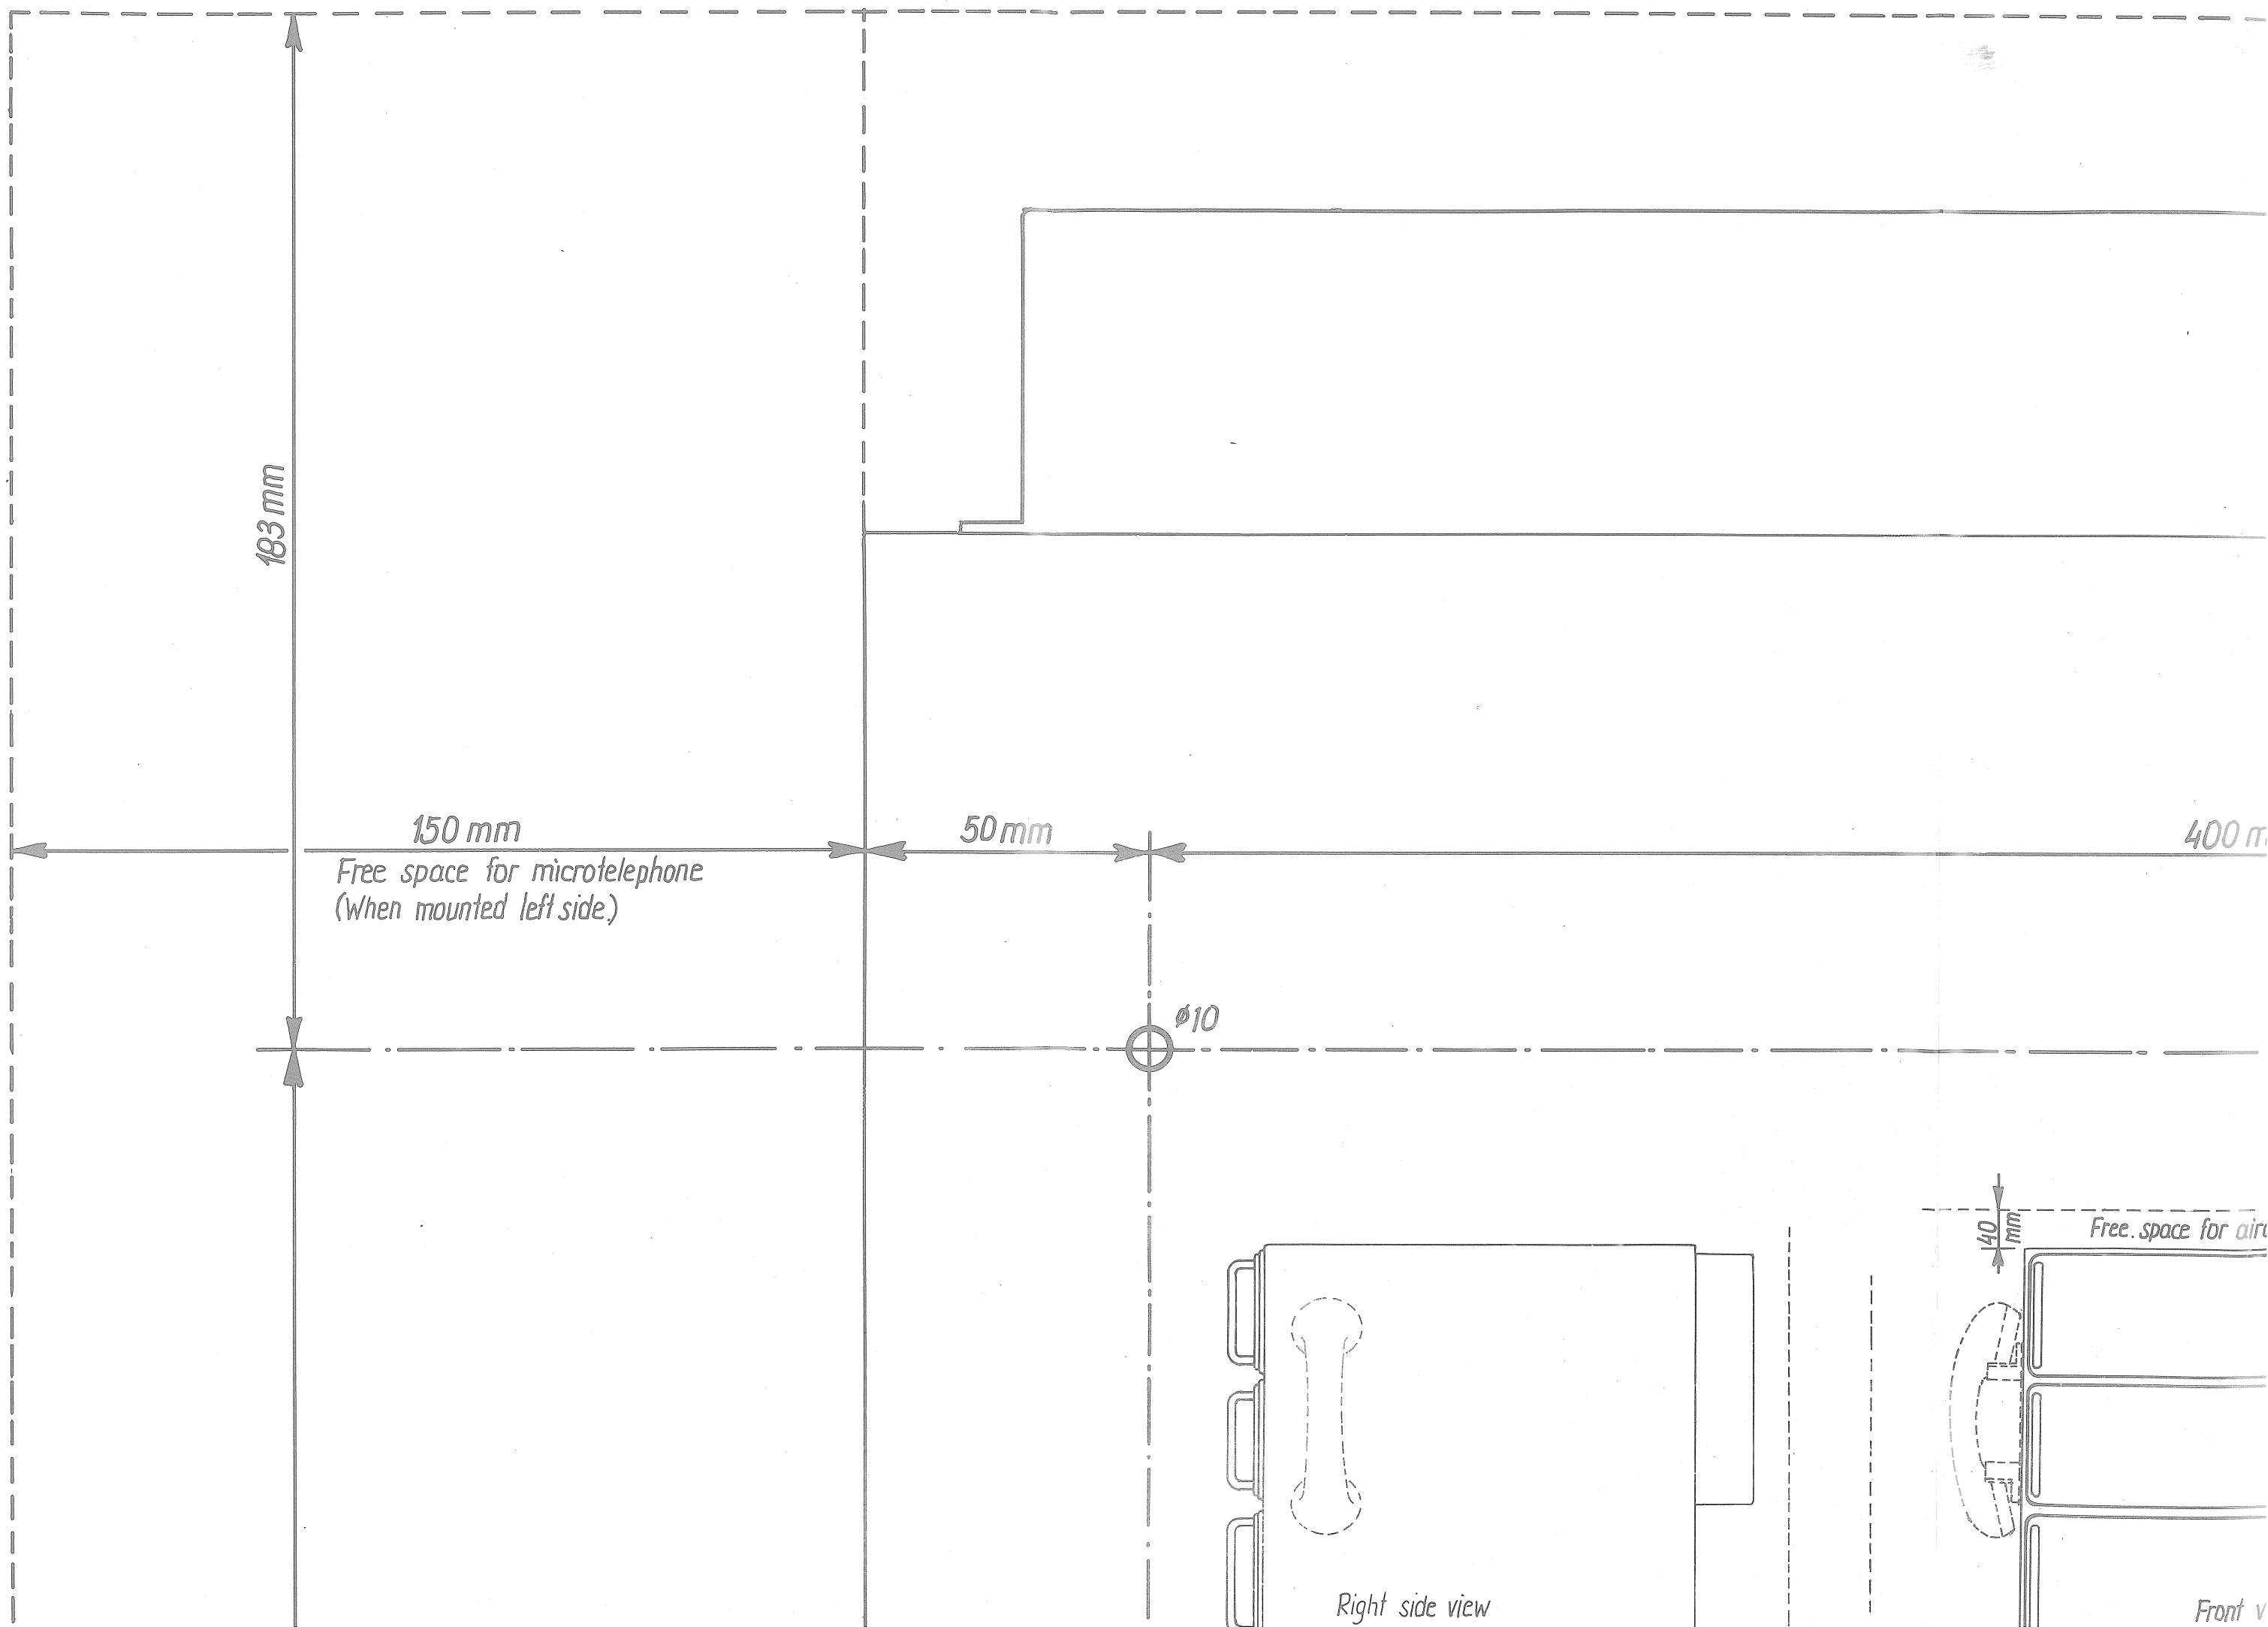 183 mm
150 mm
50 mm
400 m
Free space for microtelephone
(When mounted left side.)
ø10
40
mm
Free. space for
Right side view
Front